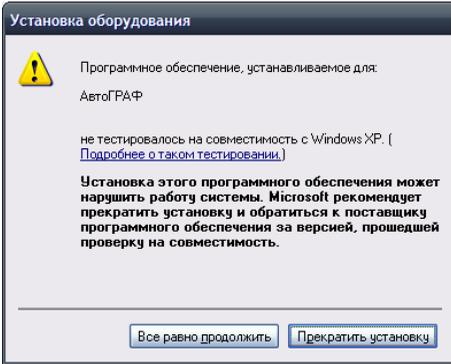 Установка оборудования
Программное обеспечение, устанавливаемое для:
АвтоГРАФ
не тестировалось на совместимость с Windows XP. (
Подробнее о таком тестировании.)
Установка этого программного обеспечения может
нарушить работу системы. Microsoft рекомендует
прекратить установку и обратиться к поставщику
программного обеспечения за версией, прошедшей
проверку на совместимость.
Все равно продолжить
Прекратить установку